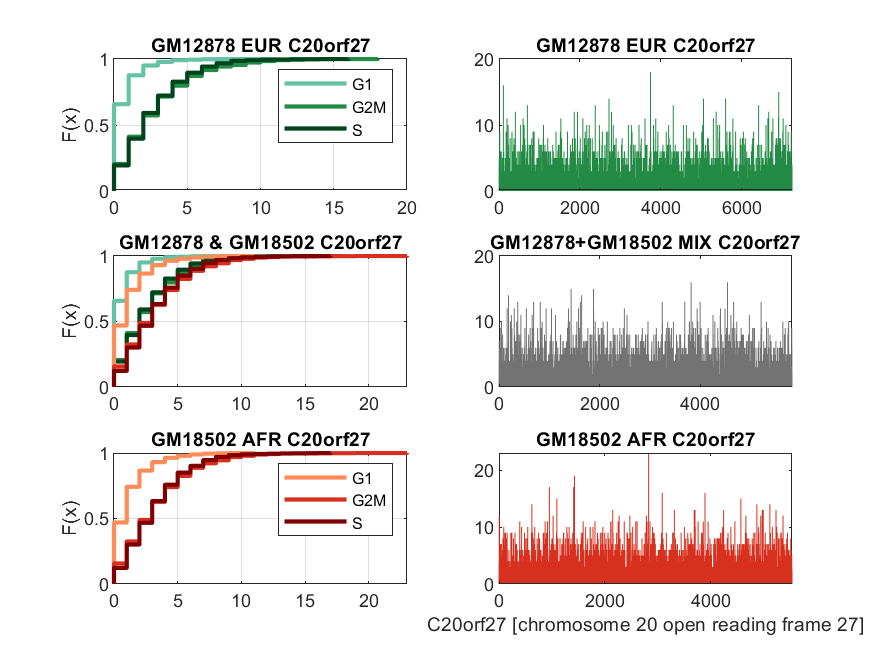 GM12878 EUR C20orf27
F(x)
1
0.5
0
0 5 10 15 20
G1
G2M
S
GM12878 EUR C20orf27
20
10
0
0 2000 4000 6000
GM12878 & GM18502 C20orf27
F(x)
1
0.5
0
0 5 10 15 20
GM12878+GM18502 MIX C20orf27
20
10
0
0 2000 4000
GM18502 AFR C20orf27
F(x)
1
0.5
0
0 5 10 15 20
G1
G2M
S
GM18502 AFR C20orf27
20
10
0
0 2000 4000
C20orf27 [chromosome 20 open reading frame 27]